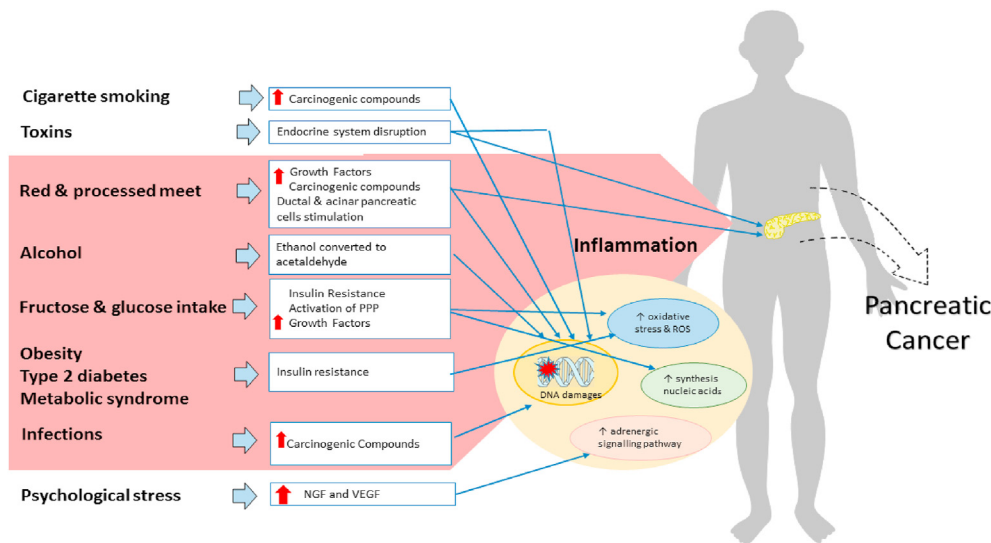 Cigarette smoking
Carcinogenic compounds
Toxins
Endocrine system disruption
Red & processed meet
Growth Factors
Carcinogenic compounds
Ductal & acinar pancreatic
cells stimulation
Alcohol
Ethanol converted to
acetaldehyde
Fructose & glucose intake
Insulin Resistance
Activation of PPP
Growth Factors
Obesity
Type 2 diabetes
Metabolic syndrome
Insulin resistance
Infections
Carcinogenic Compounds
Psychological stress
NGF and VEGF
Inflammation
↑ oxidative
stress & ROS
DNA damages
↑ synthesis
nucleic acids
↑ adrenergic
signalling pathway
Pancreatic
Cancer